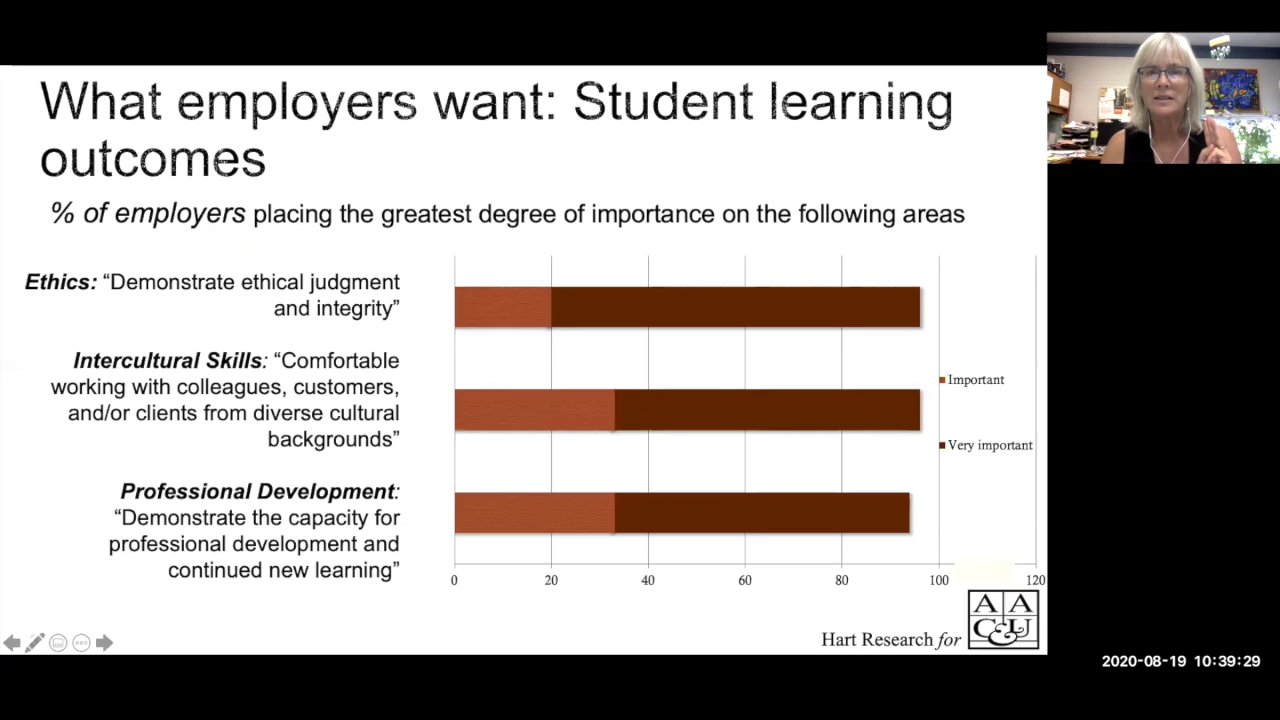 What employers want: Student learning
outcomes
% of employers placing the greatest degree of importance on the following areas
Ethics: “Demonstrate ethical judgment
and integrity”
Intercultural Skills: “Comfortable
working with colleagues, customers,
and/or clients from diverse cultural
backgrounds”
Professional Development:
“Demonstrate the capacity for
professional development and
continued new learning”
Important
Very important
0 20 40 60 80 100 120
Hart Research for
A A
C&U
2020-08-19 10:39:29